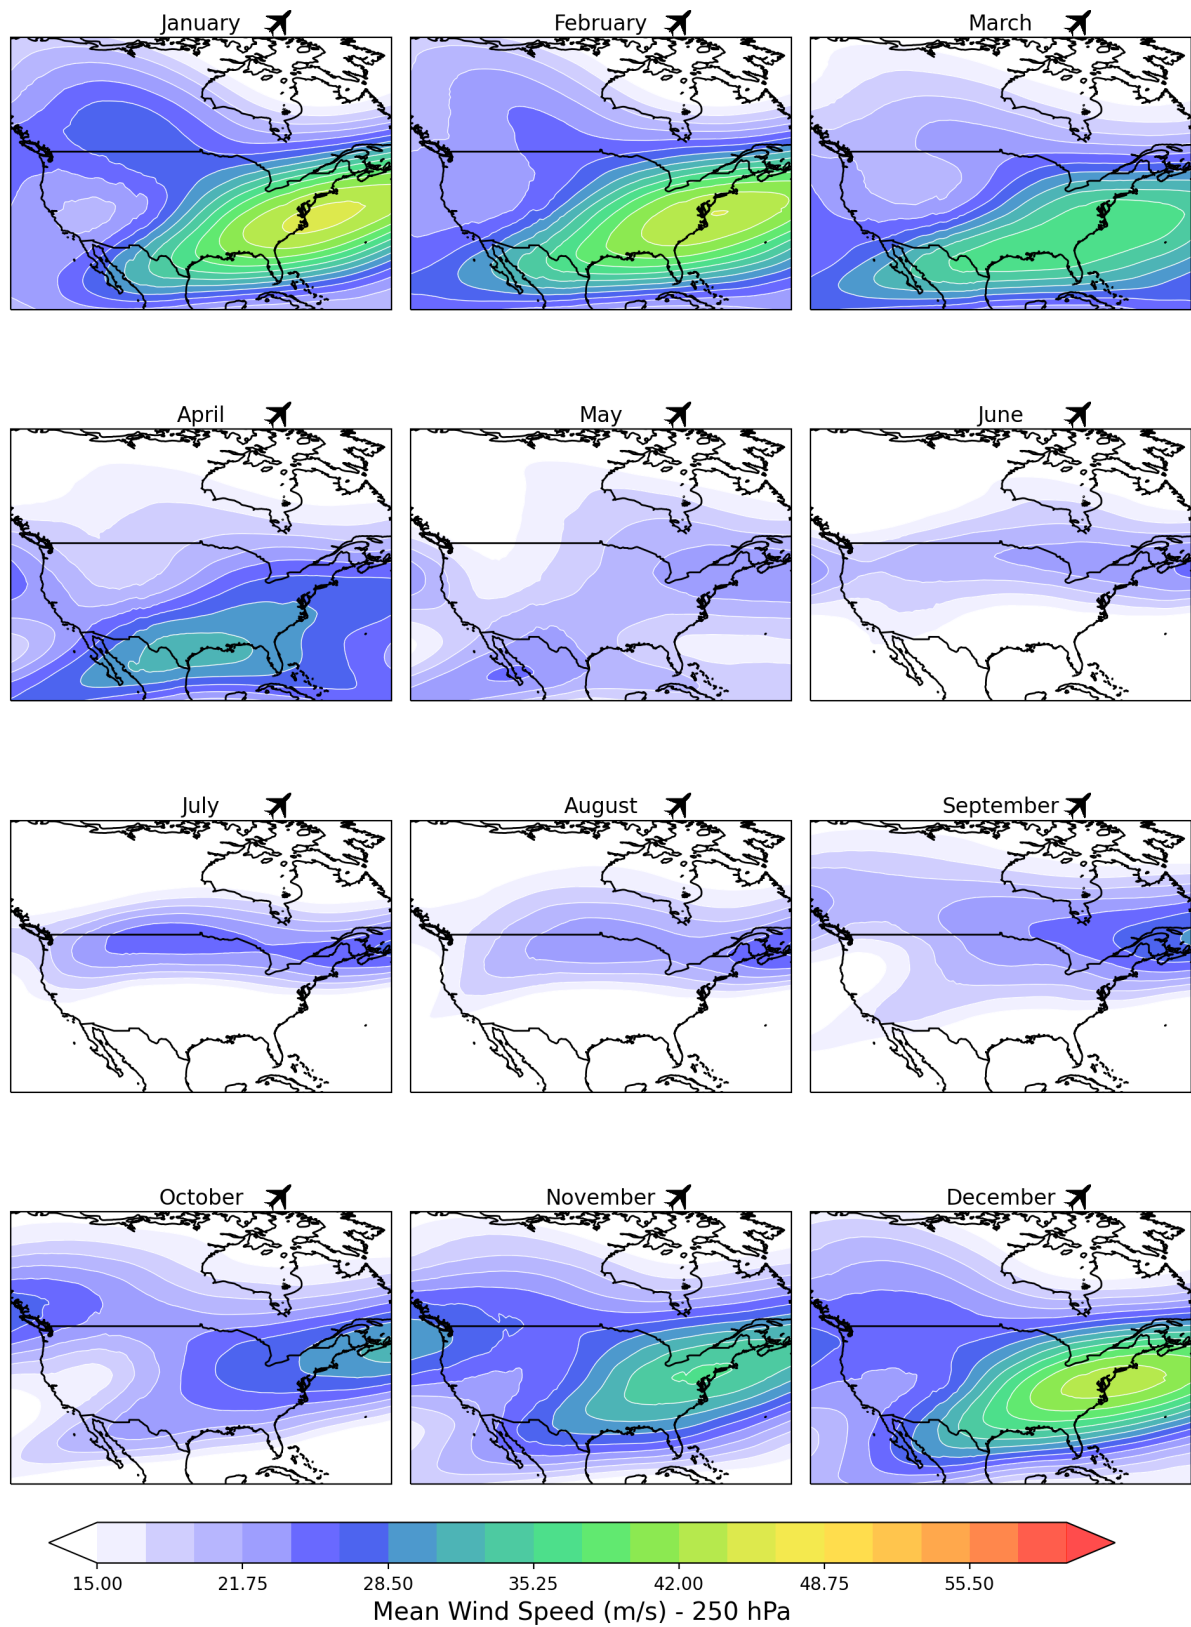 January
February
March
April
May
June
July
August
September
October
November
December
15.00
21.75
28.50
35.25
42.00
48.75
55.50
Mean Wind Speed (m/s) - 250 hPa